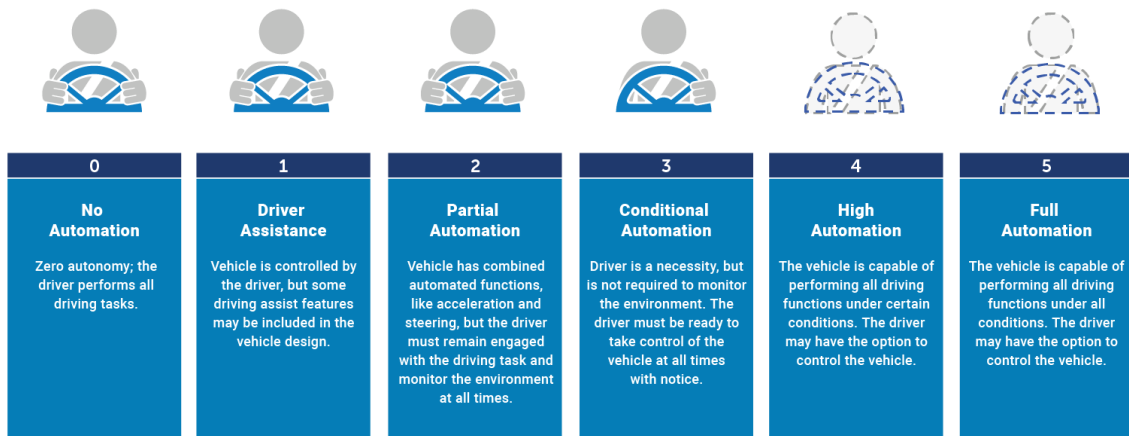 0
No
Automation
Zero autonomy; the
driver performs all
driving tasks.
1
Driver
Assistance
Vehicle is controlled by
the driver, but some
driving assist features
may be included in the
vehicle design.
2
Partial
Automation
Vehicle has combined
automated functions,
like acceleration and
steering, but the driver
must remain engaged
with the driving task and
monitor the environment
at all times.
3
Conditional
Automation
Driver is a necessity, but
is not required to monitor
the environment. The
driver must be ready to
take control of the
vehicle at all times
with notice.
4
High
Automation
The vehicle is capable of
performing all driving
functions under certain
conditions. The driver
may have the option to
control the vehicle.
5
Full
Automation
The vehicle is capable of
performing all driving
functions under all
conditions. The driver
may have the option to
control the vehicle.